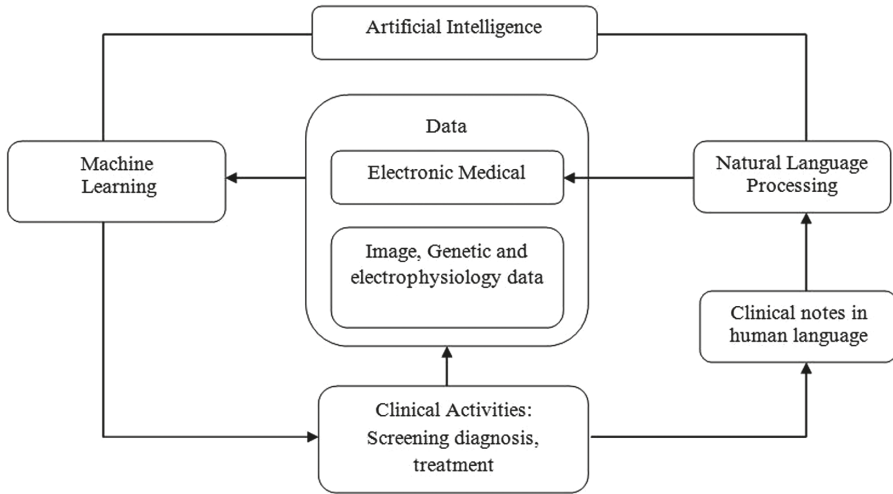 Artificial Intelligence
Data
Machine
Learning
Electronic Medical
Natural Language
Processing
Image, Genetic and
electrophysiology data
Clinical notes in
human language
Clinical Activities:
Screening diagnosis,
treatment